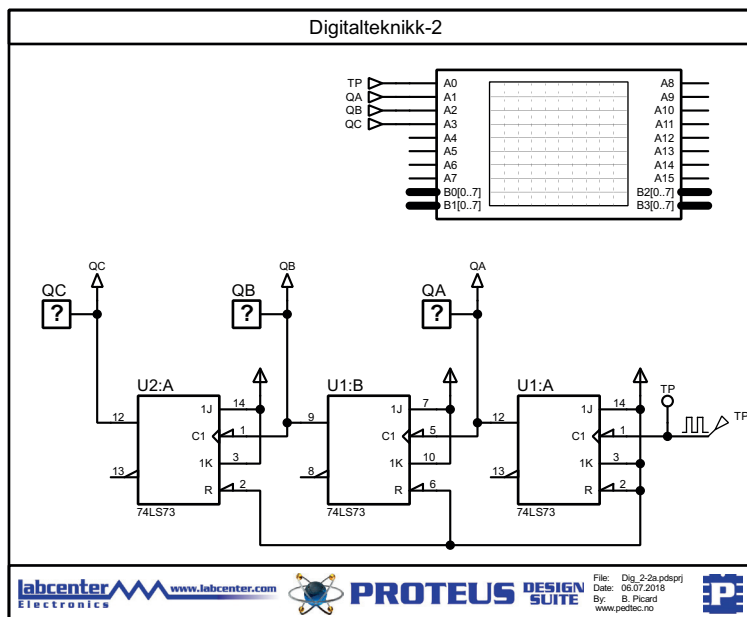 Digitalteknikk-2
TP A0 A8
QA A1 A9
QB A2 A10
QC A3 A11
A4 A12
A5 A13
A6 A14
A7 A15
B0[0..7] B2[0..7]
B1[0..7] B3[0..7]
QC QB QA
QC QB QA
? ? ?
U2:A U1:B U1:A
TP
1J 14 1J 7 1J 14
12 9 12
TP
C1 1 C1 5 C1 1
1K 3 1K 10 1K 3
13 8 13
R 2 R 6 R 2
74LS73 74LS73 74LS73
labcenter www.labcenter.com
Electronics
PROTEUS DESIGN SUITE
File: Dig_2-2a.pdsprj
Date: 06.07.2018
By: B. Picard
www.pedtec.no
P